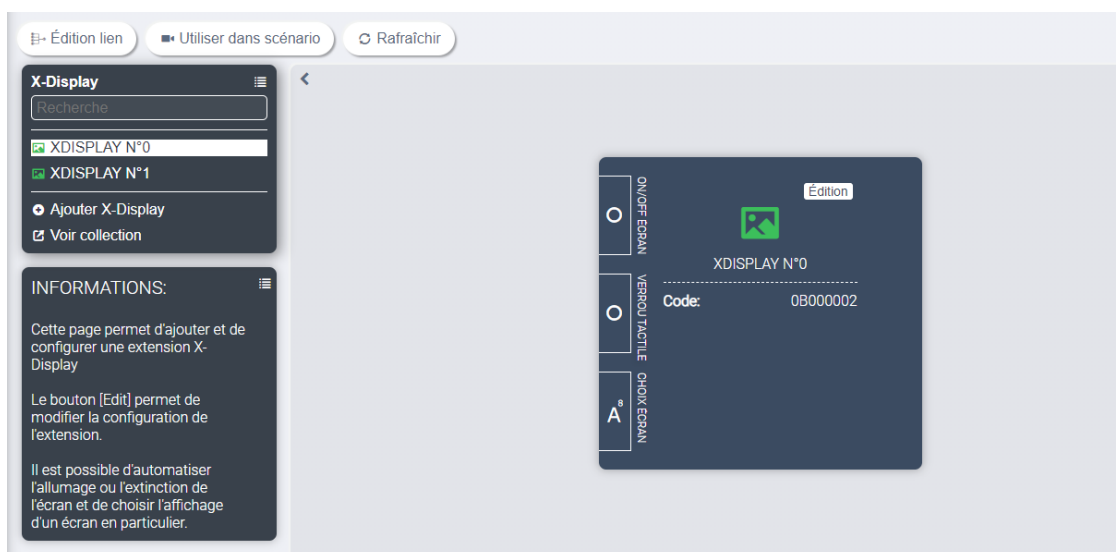 Édition lien
Utiliser dans scénario
Rafraîchir
X-Display
Recherche
XDISPLAY N°0
XDISPLAY N°1
Ajouter X-Display
Voir collection
INFORMATIONS:
Cette page permet d'ajouter et de
configurer une extension X-
Display
Le bouton [Edit] permet de
modifier la configuration de
l'extension.
Il est possible d'automatiser
l'allumage ou l'extinction de
l'écran et de choisir l'affichage
d'un écran en particulier.
ON/OFF ÉCRAN
VERROU TACTILE
CHOIX ÉCRAN
A8
Édition
XDISPLAY N°0
Code: 0B000002